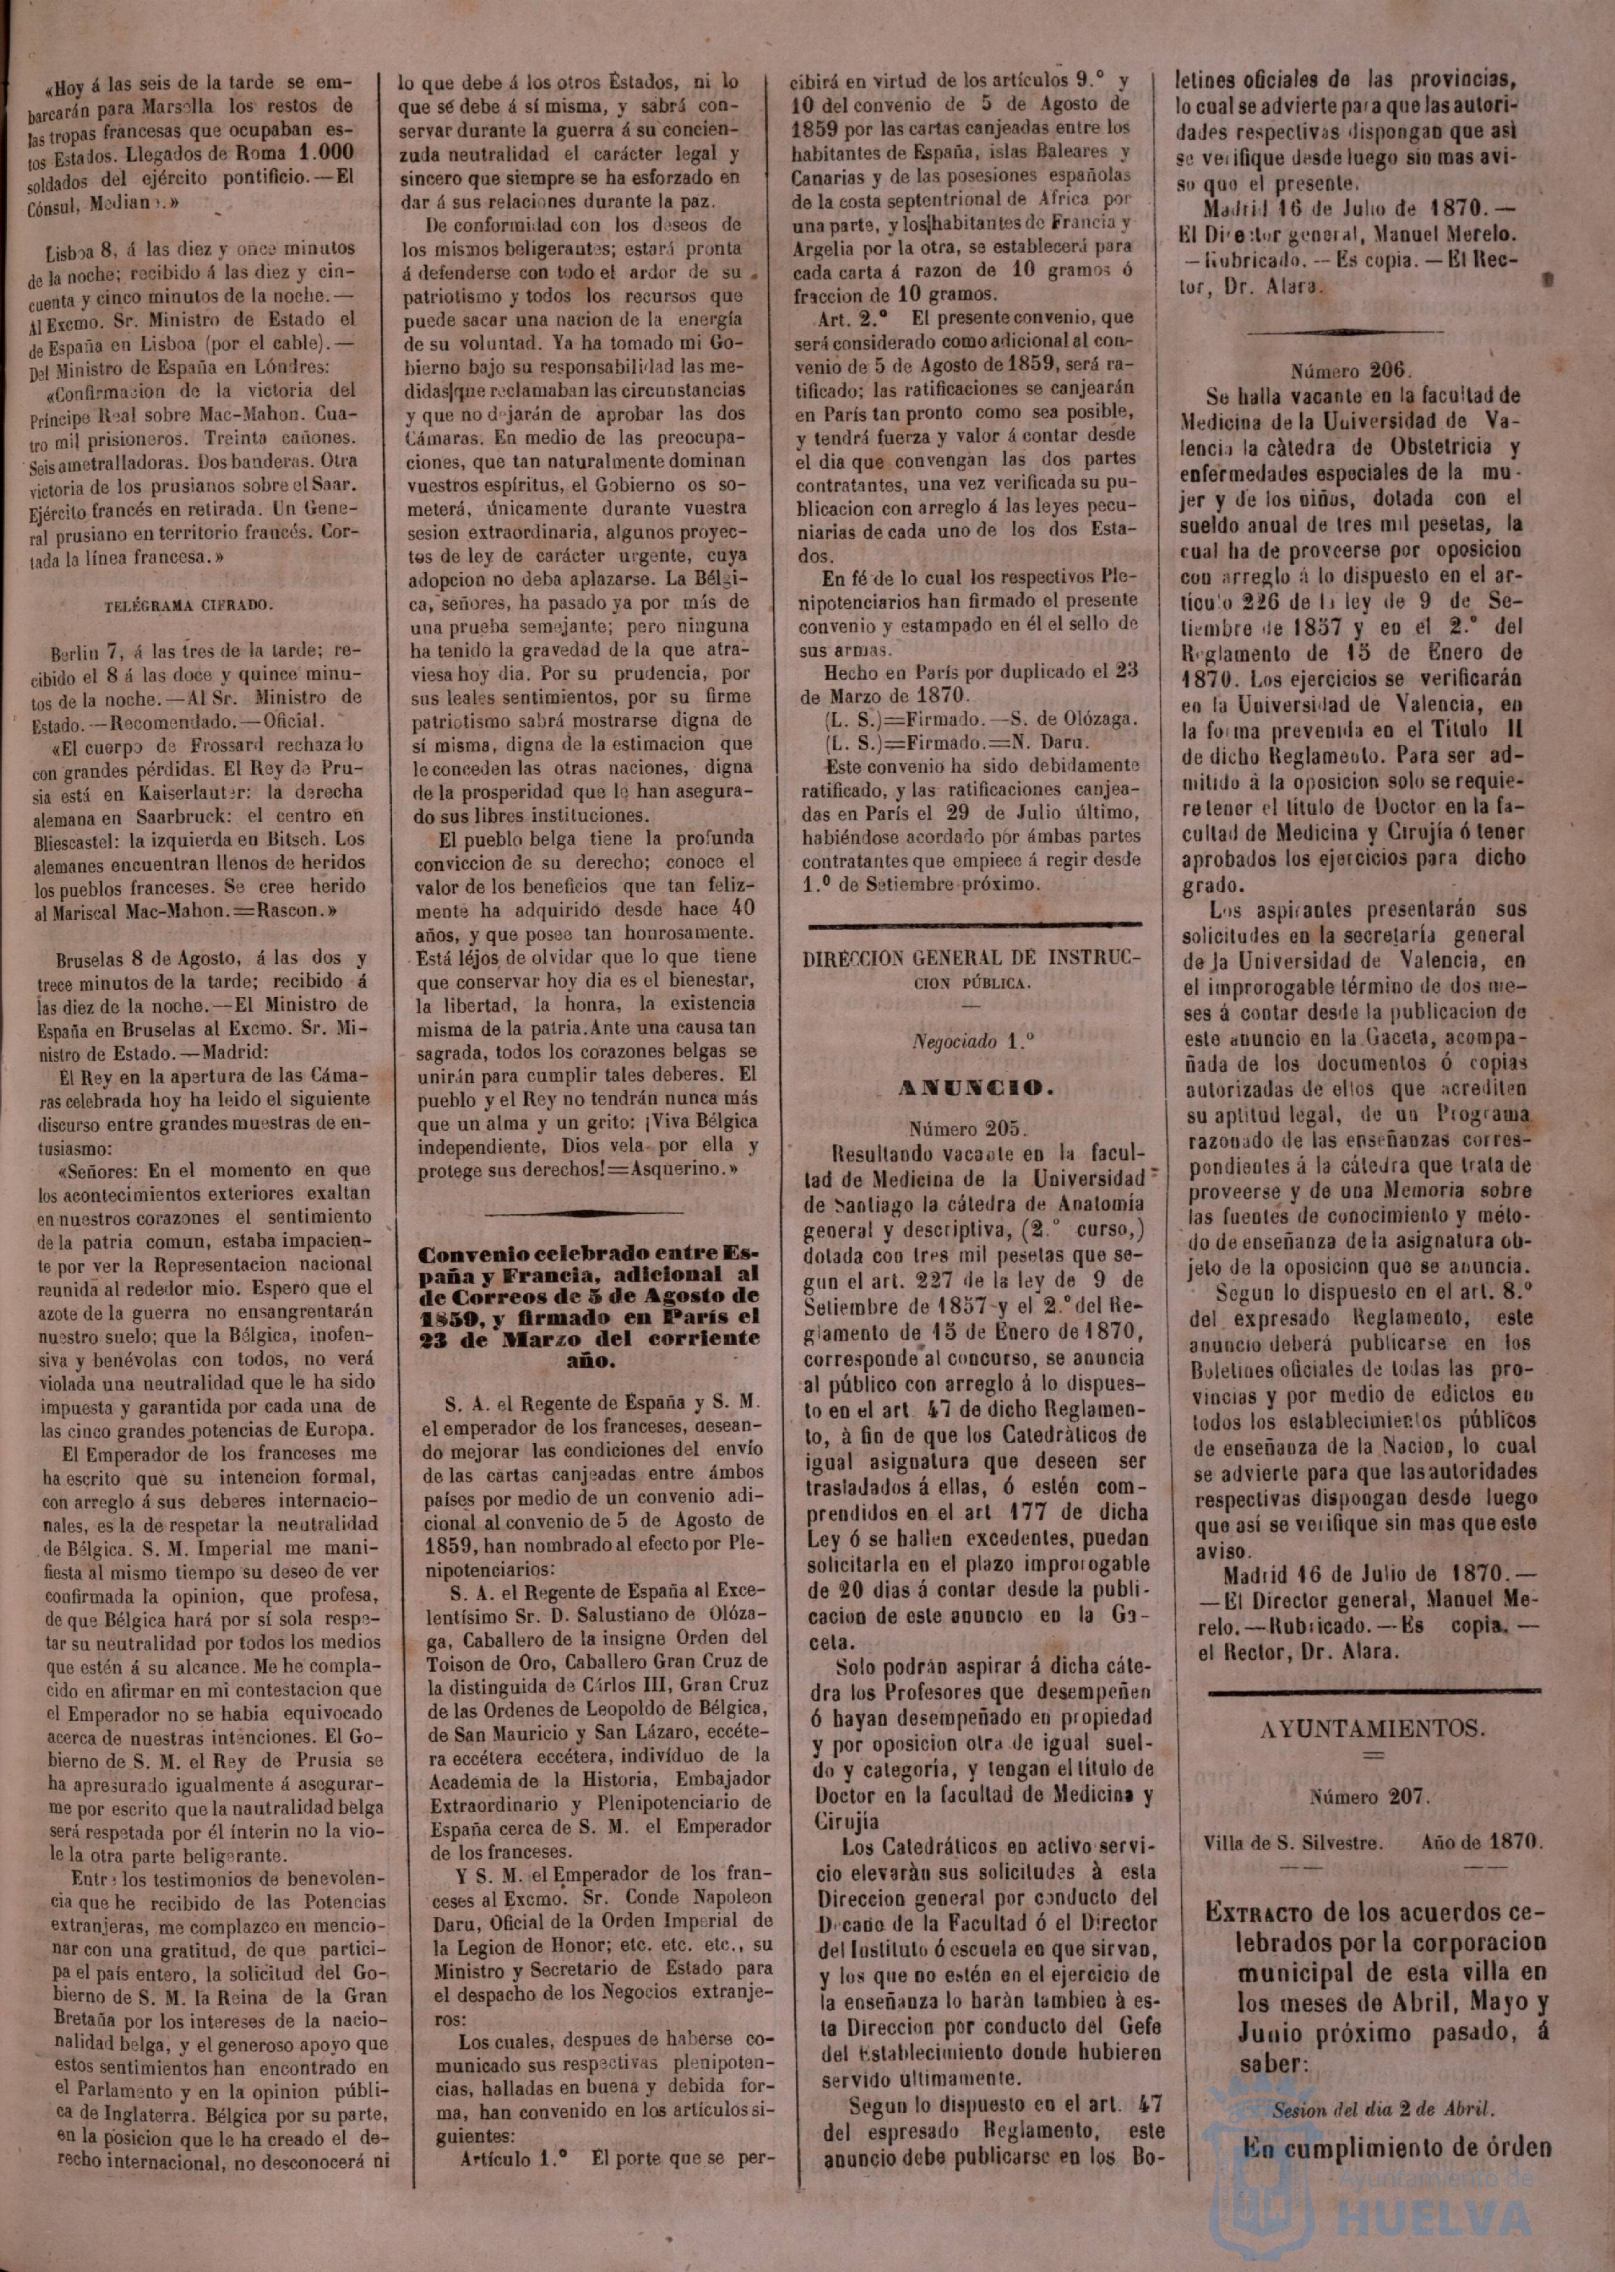 «Hoy á las seis de la tarde se em-
barcarán para Marsella los restos de
las tropas francesas que ocupaban es-
tos Estados. Llegados de Roma 1.000
soldados del ejército pontificio.—El
Cónsul, Median
Lisboa 8, á las diez y once minutos
de la noche; recibido á las diez y cin-
cuenta y cinco minutos de la noche.—
Al Excmo. Sr. Ministro de Estado el
de España en Lisboa (por el cable).—
Del Ministro de España en Lóndres:
«Confirmacion de la victoria del
Príncipe Real sobre Mac-Mahon. Cua-
tro mil prisioneros. Treinta cañones.
Seis ametralladoras. Dos banderas. Otra
victoria de los prusianos sobre el Saar.
Ejército francés en retirada. Un Gene-
ral prusiano en territorio francés. Cor-
tada la línea francesa.»
TELÉGRAMA CIFRADO.
Berlin 7, á las tres de la tarde; re-
cibido el 8 á las doce y quince minu-
tos de la noche.—Al Sr. Ministro de
Estado.—Recomendado.—Oficial.
«El cuerpo de Frossard rechazado
con grandes pérdidas. El Rey de Pru-
sia está en Kaiserlauter: la derecha
alemana en Saarbruck: el centro en
Bliescastel: la izquierda en Bitsch. Los
alemanes encuentran llenos de heridos
los pueblos franceses. Se cree herido
al Mariscal Mac-Mahon.=Rascon.»
Bruselas 8 de Agosto, á las dos y
trece minutos de la tarde; recibido á
las diez de la noche.—El Ministro de
España en Bruselas al Excmo. Sr. Mi-
nistro de Estado.—Madrid:
El Rey en la apertura de las Cáma-
ras celebrada hoy ha leido el siguiente
discurso entre grandes muestras de en-
tusiasmo:
«Señores: En el momento en que
los acontecimientos exteriores exaltan
en nuestros corazones el sentimiento
de la patria comun, estaba impacien-
te por ver la Representacion nacional
reunida al rededor mio. Espero que el
azote de la guerra no ensangrentarán
nuestro suelo; que la Bélgica, inofen-
siva y benévolas con todos, no verá
violada una neutralidad que le ha sido
impuesta y garantida por cada una de
las cinco grandes potencias de Europa.
El Emperador de los franceses me
ha escrito que su intencion formal,
con arreglo á sus deberes internacio-
nales, es la de respetar la neutralidad
de Bélgica. S. M. Imperial me mani-
fiesta al mismo tiempo su deseo de ver
confirmada la opinion, que profesa,
de que Bélgica hará por sí sola respe-
tar su neutralidad por todos los medios
que estén á su alcance. Me he compla-
cido en afirmar en mi contestacion que
el Emperador no se habia equivocado
acerca de nuestras intenciones. El Go-
bierno de S. M. el Rey de Prusia se
ha apresurado igualmente á asegurar-
me por escrito que la nautralidad belga
será respetada por él ínterin no la vio-
le la otra parte beligerante.
Entre los testimonios de benevolen-
cia que he recibido de las Potencias
extranjeras, me complazco en mencio-
nar con una gratitud, de que partici-
pa el país entero, la solicitud del Go-
bierno de S. M. la Reina de la Gran
Bretaña por los intereses de la nacio-
nalidad belga, y el generoso apoyo que
estos sentimientos han encontrado en
el Parlamento y en la opinion públi-
ca de Inglaterra. Bélgica por su parte,
en la posicion que le ha creado el de-
recho internacional, no desconocerá ni
lo que debe á los otros Estados, ni lo
que sé debe á sí misma, y sabrá con-
servar durante la guerra á su concien-
zuda neutralidad el carácter legal y
sincero que siempre se ha esforzado en
dar á sus relaciones durante la paz.
De conformidad con los deseos de
los mismos beligerantes; estará pronta
á defenderse con todo el ardor de su
patriotismo y todos los recursos que
puede sacar una nacion de la energía
de su voluntad. Ya ha tomado mi Go-
bierno bajo su responsabilidad las me-
didas que reclamaban las circunstancias
y que no dejarán de aprobar las dos
Cámaras. En medio de las preocupa-
ciones, que tan naturalmente dominan
vuestros espíritus, el Gobierno os so-
meterá, únicamente durante vuestra
sesion extraordinaria, algunos proyec-
tos de ley de carácter urgente, cuya
adopcion no deba aplazarse. La Bélgi-
ca, señores, ha pasado ya por más de
una prueba semejante; pero ninguna
ha tenido la gravedad de la que atra-
viesa hoy dia. Por su prudencia, por
sus leales sentimientos, por su firme
patriotismo sabrá mostrarse digna de
sí misma, digna de la estimacion que
le conceden las otras naciones, digna
de la prosperidad que le han asegura-
do sus libres instituciones.
El pueblo belga tiene la profunda
conviccion de su derecho; conoce el
valor de los beneficios que tan feliz-
mente ha adquirido desde hace 40
años, y que posee tan honrosamente.
Está léjos de olvidar que lo que tiene
que conservar hoy dia es el bienestar,
la libertad, la honra, la existencia
misma de la patria. Ante una causa tan
sagrada, todos los corazones belgas se
unirán para cumplir tales deberes. El
pueblo y el Rey no tendrán nunca más
que un alma y un grito: ¡Viva Bélgica
independiente, Dios vela por ella y
protege sus derechos!=Asquerino.»
Convenio celebrado entre Es-
paña y Francia, adicional al
de Correos de 5 de Agosto de
1859, y firmado en París el
23 de Marzo del corriente
año.
S. A. el Regente de España y S. M.
el emperador de los franceses, desean-
do mejorar las condiciones del envío
de las cartas canjeadas entre ámbos
países por medio de un convenio adi-
cional al convenio de 5 de Agosto de
1859, han nombrado al efecto por Ple-
nipotenciarios:
S. A. el Regente de España al Exce-
lentísimo Sr. D. Salustiano de Olóza-
ga, Caballero de la insigne Orden del
Toison de Oro, Caballero Gran Cruz de
la distinguida de Cárlos III, Gran Cruz
de las Ordenes de Leopoldo de Bélgica,
de San Mauricio y San Lázaro, eccéte-
ra eccétera eccétera, indivíduo de la
Academia de la Historia, Embajador
Extraordinario y Plenipotenciario de
España cerca de S. M. el Emperador
de los franceses.
Y S. M. el Emperador de los fran-
ceses al Excmo. Sr. Conde Napoleon
Daru, Oficial de la Orden Imperial de
la Legion de Honor; etc. etc. etc., su
Ministro y Secretario de Estado para
el despacho de los Negocios extranje-
ros:
Los cuales, despues de haberse co-
municado sus respectivas plenipoten-
cias, halladas en buena y debida for-
ma, han convenido en los artículos si-
guientes:
Artículo 1.º El porte que se per-
cibirá en virtud de los artículos 9.º y
10 del convenio de 5 de Agosto de
1859 por las cartas canjeadas entre los
habitantes de España, islas Baleares y
Canarias y de las posesiones españolas
de la costa septentrional de Africa por
una parte, y los habitantes de Francia y
Argelia por la otra, se establecerá para
cada carta á razon de 10 gramos ó
fraccion de 10 gramos.
Art. 2.º El presente convenio, que
será considerado como adicional al con-
venio de 5 de Agosto de 1859, será ra-
tificado; las ratificaciones se canjearán
en París tan pronto como sea posible,
y tendrá fuerza y valor á contar desde
el dia que convengan las dos partes
contratantes, una vez verificada su pu-
blicacion con arreglo á las leyes pecu-
niarias de cada uno de los dos Esta-
dos.
En fé de lo cual los respectivos Ple-
nipotenciarios han firmado el presente
convenio y estampado en él el sello de
sus armas.
Hecho en París por duplicado el 23
de Marzo de 1870.
(L. S.)=Firmado.—S. de Olózaga.
(L. S.)=Firmado.=N. Daru.
Este convenio ha sido debidamente
ratificado, y las ratificaciones canjea-
das en París el 29 de Julio último,
habiéndose acordado por ámbas partes
contratantes que empiece á regir desde
1.º de Setiembre próximo.
DIRECCION GENERAL DE INSTRUC-
CION PÚBLICA.
Negociado 1.º
ANUNCIO.
Número 205.
Resultando vacante en la facul-
tad de Medicina de la Universidad
de Santiago la cátedra de Anatomía
general y descriptiva, (2.º curso,)
dotada con tres mil pesetas que se-
gun el art. 227 de la ley de 9 de
Setiembre de 1857 y el 2.º del Re-
glamento de 15 de Enero de 1870,
corresponde al concurso, se anuncia
al público con arreglo á lo dispues-
to en el art. 47 de dicho Reglamen-
to, à fin de que los Catedràticos de
igual asignatura que deseen ser
trasladados á ellas, ó estén com-
prendidos en el art 177 de dicha
Ley ó se hallen excedentes, puedan
solicitarla en el plazo improrogable
de 20 dias á contar desde la publi-
cacion de este anuncio en la Ga-
ceta.
Solo podrán aspirar á dicha cáte-
dra los Profesores que desempeñen
ó hayan desempeñado en propiedad
y por oposicion otra de igual suel-
do y categoría, y tengan el titulo de
Doctor en la facultad de Medicina y
Cirujía
Los Catedráticos en activo servi-
cio elevaràn sus solicitudes à esta
Direccion general por conducto del
Decano de la Facultad ó el Director
del Instituto ó escuela en que sirvan,
y los que no estén en el ejercicio de
la enseñanza lo haràn tambien à es-
ta Direccion por conducto del Gefe
del Establecimiento donde hubieren
servido ultimamente.
Segun lo dispuesto en el art. 47
del espresado Reglamento, este
anuncio debe publicarse en los Bo-
letines oficiales de las provincias,
lo cual se advierte para que las autori-
dades respectivas dispongan que asi
se verifique desde luego sin mas avi-
so que el presente.
Madrid 16 de Julio de 1870.—
El Director general, Manuel Merelo.
—Rubricado.--Es copia.—El Rec-
tor, Dr. Alara.
Número 206.
Se halla vacante en la facultad de
Medicina de la Universidad de Va-
lencia la càtedra de Obstetricia y
enfermedades especiales de la mu-
jer y de los niños, dotada con el
sueldo anual de tres mil pesetas, la
cual ha de proveerse por oposicion
con arreglo à lo dispuesto en el ar-
tículo 226 de la ley de 9 de Se-
tiembre de 1857 y en el 2.º del
Reglamento de 15 de Enero de
1870. Los ejercicios se verificarán
en la Universidad de Valencia, en
la forma prevenida en el Titulo II
de dicho Reglamento. Para ser ad-
mitido à la oposicion solo se requie-
re tener el título de Doctor en la fa-
cultad de Medicina y Cirujía ó tener
aprobados los ejercicios para dicho
grado.
Los aspirantes presentarán sus
solicitudes en la secretaría general
de la Universidad de Valencia, en
el improrogable término de dos me-
ses á contar desde la publicacion de
este anuncio en la Gaceta, acompa-
ñada de los documentos ó copias
autorizadas de ellos que acrediten
su aptitud legal, de un Programa
razonado de las enseñanzas corres-
pondientes á la cátedra que trata de
proveerse y de una Memoria sobre
las fuentes de conocimiento y méto-
do de enseñanza de la asignatura ob-
jeto de la oposicion que se anuncia.
Segun lo dispuesto en el art. 8.º
del expresado Reglamento, este
anuncio deberá publicarse en los
Boletines oficiales de todas las pro-
vincias y por medio de edictos en
todos los establecimientos públicos
de enseñanza de la Nacion, lo cual
se advierte para que las autoridades
respectivas dispongan desde luego
que así se verifique sin mas que este
aviso.
Madrid 16 de Julio de 1870.—
—El Director general, Manuel Me-
relo.—Rubricado.—Es copia.—
el Rector, Dr. Alara.
AYUNTAMIENTOS.
Número 207.
Villa de S. Silvestre. Año de 1870.
EXTRACTO de los acuerdos ce-
lebrados por la corporacion
municipal de esta villa en
los meses de Abril, Mayo y
Junio próximo pasado, á
saber:
Sesion del dia 2 de Abril.
En cumplimiento de órden
Ayuntamiento de
HUELVA